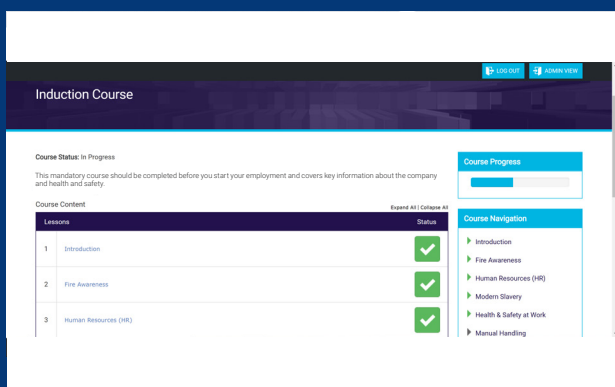 LOG OUT
ADMIN VIEW
Induction Course
Course Status: In Progress
This mandatory course should be completed before you start your employment and covers key information about the company
and health and safety.
Course Content
Expand All | Collapse All
Lessons Status
1 Introduction
2 Fire Awareness
3 Human Resources (HR)
Course Progress
Course Navigation
Introduction
Fire Awareness
Human Resources (HR)
Modern Slavery
Health & Safety at Work
Manual Handling